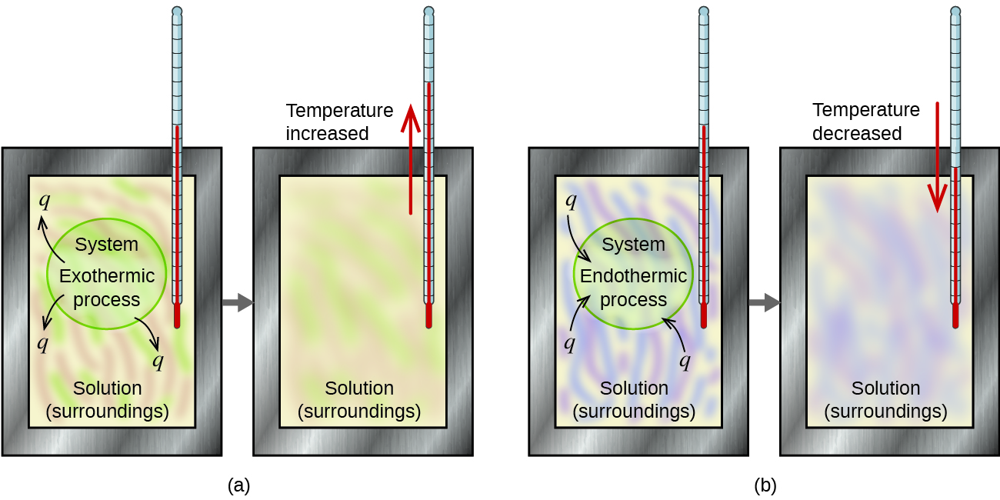 Temperature
increased
q
System
Exothermic
process
q
q
Solution
(surroundings)
Solution
(surroundings)
(a)
Temperature
decreased
q
System
Endothermic
process
q
q
Solution
(surroundings)
Solution
(surroundings)
(b)